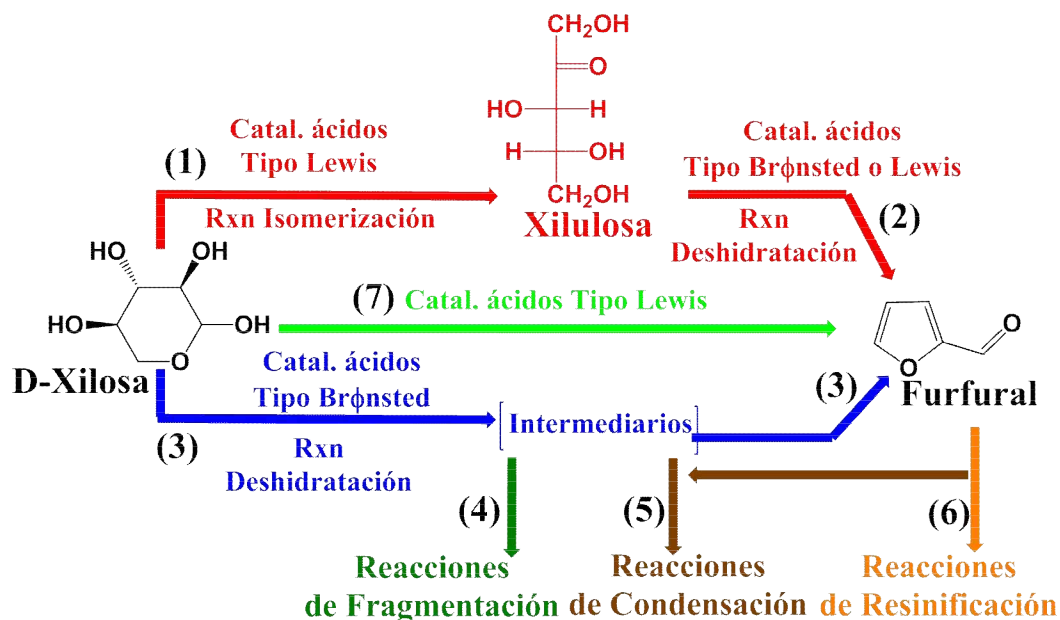 CH₂OH
O
HO H
H OH
CH₂OH
Xilulosa
(1)
Catal. ácidos
Tipo Lewis
Rxn Isomerización
Catal. ácidos
Tipo Brϕnsted o Lewis
Rxn
Deshidratación
(2)
HO OH
HO OH
O
D-Xilosa
(7) Catal. ácidos Tipo Lewis
O
O
Furfural
Catal. ácidos
Tipo Brϕnsted
(3) Rxn
Deshidratación
[Intermediarios]
(3)
(4)
(5)
(6)
Reacciones
de Fragmentación
Reacciones
de Condensación
Reacciones
de Resinificación